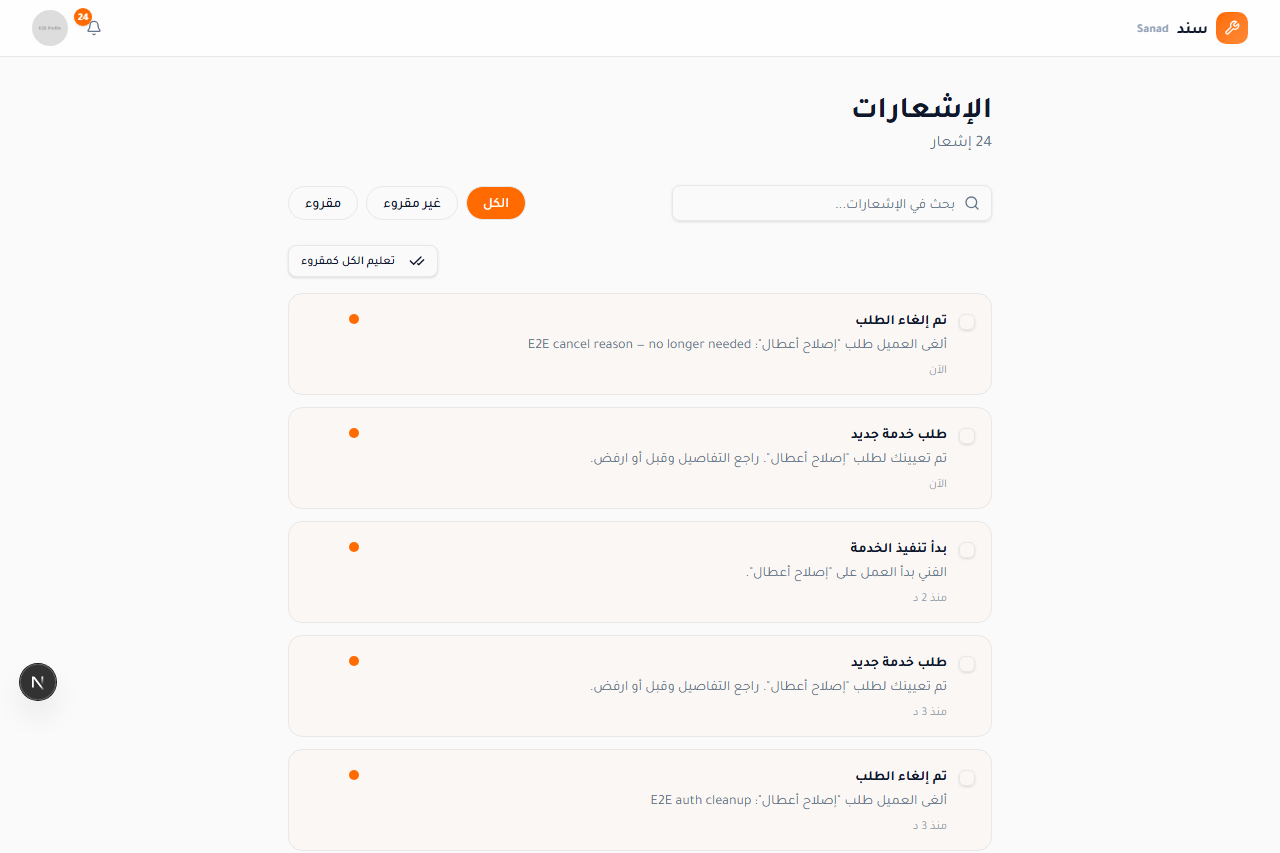 سند Sanad
24
E2E Profile
الإشعارات
24 إشعار
بحث في الإشعارات...
الكل
غير مقروء
مقروء
تعليم الكل كمقروء
تم إلغاء الطلب
ألغى العميل طلب "إصلاح أعطال": E2E cancel reason — no longer needed
الآن
طلب خدمة جديد
تم تعيينك لطلب "إصلاح أعطال". راجع التفاصيل وقبل أو ارفض.
الآن
بدأ تنفيذ الخدمة
الفني بدأ العمل على "إصلاح أعطال".
منذ 2 د
طلب خدمة جديد
تم تعيينك لطلب "إصلاح أعطال". راجع التفاصيل وقبل أو ارفض.
منذ 3 د
تم إلغاء الطلب
ألغى العميل طلب "إصلاح أعطال": E2E auth cleanup
منذ 3 د
N